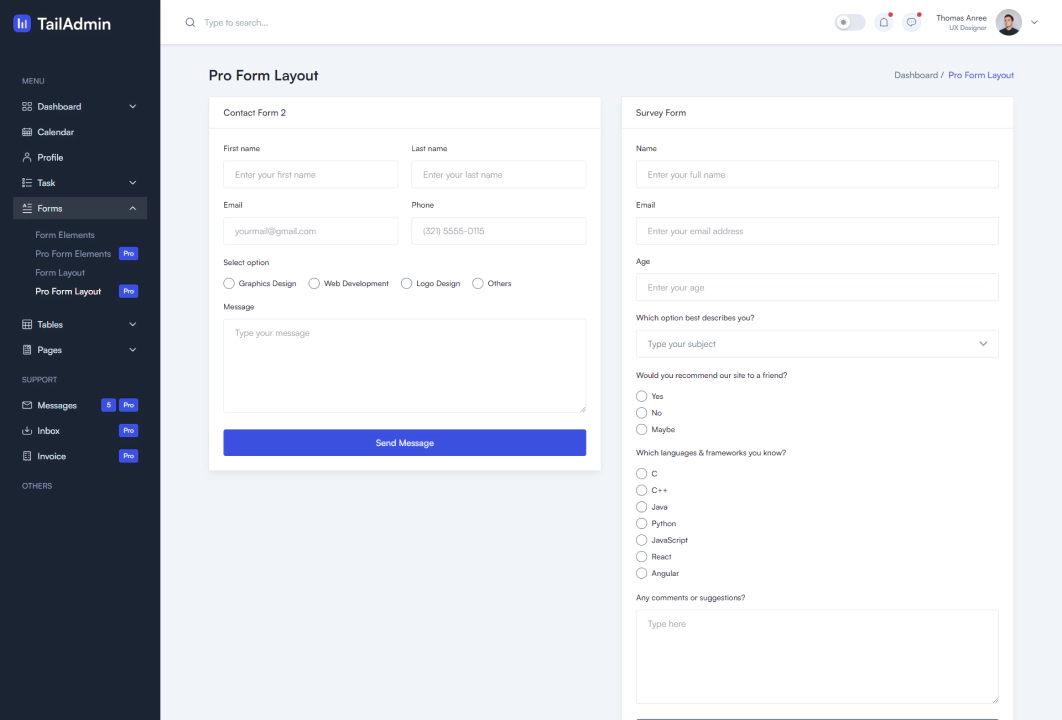 TailAdmin
Type to search...
Thomas Anree
UX Designer
MENU
Dashboard
Calendar
Profile
Task
Forms
Form Elements
Pro Form Elements Pro
Form Layout
Pro Form Layout Pro
Tables
Pages
SUPPORT
Messages 5 Pro
Inbox Pro
Invoice Pro
OTHERS
Pro Form Layout
Dashboard / Pro Form Layout
Contact Form 2
First name Last name
Enter your first name Enter your last name
Email Phone
yourmail@gmail.com (321) 5555-0115
Select option
Graphics Design Web Development Logo Design Others
Message
Type your message
Send Message
Survey Form
Name
Enter your full name
Email
Enter your email address
Age
Enter your age
Which option best describes you?
Type your subject
Would you recommend our site to a friend?
Yes
No
Maybe
Which languages & frameworks you know?
C
C++
Java
Python
JavaScript
React
Angular
Any comments or suggestions?
Type here